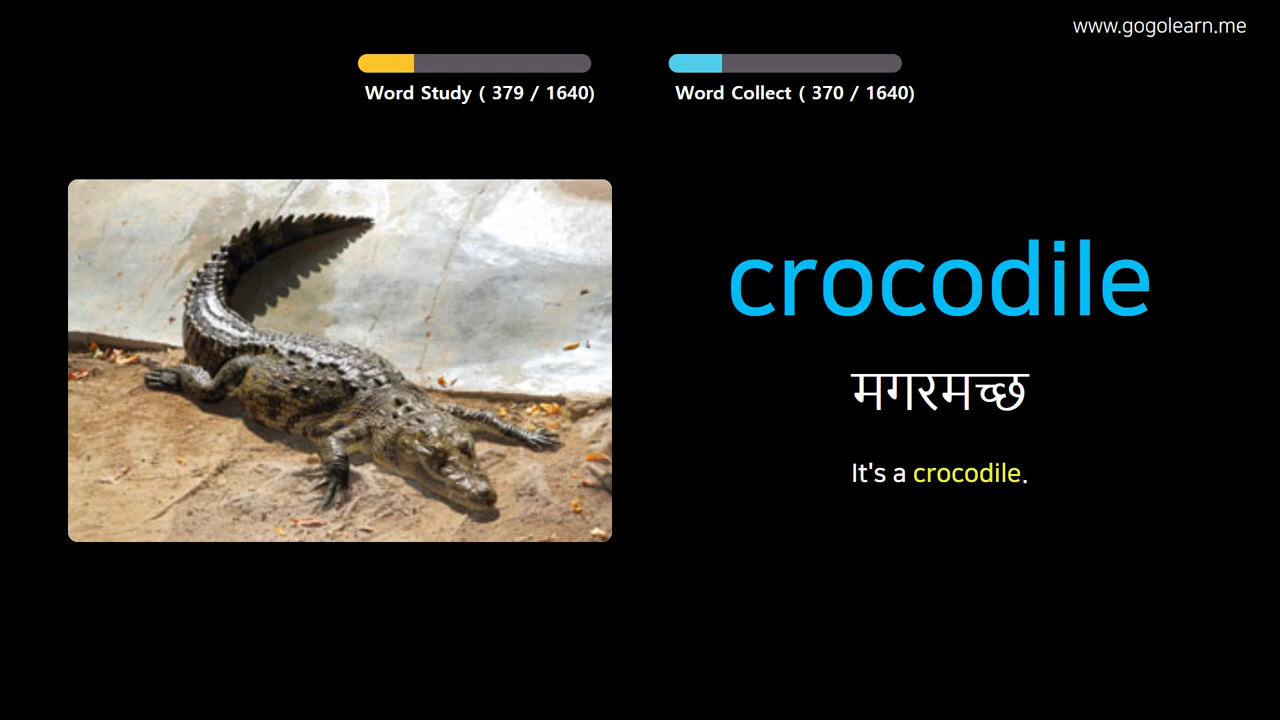 www.gogolearn.me
Word Study ( 379 / 1640)
Word Collect ( 370 / 1640)
crocodile
मगरमच्छ
It's a crocodile.